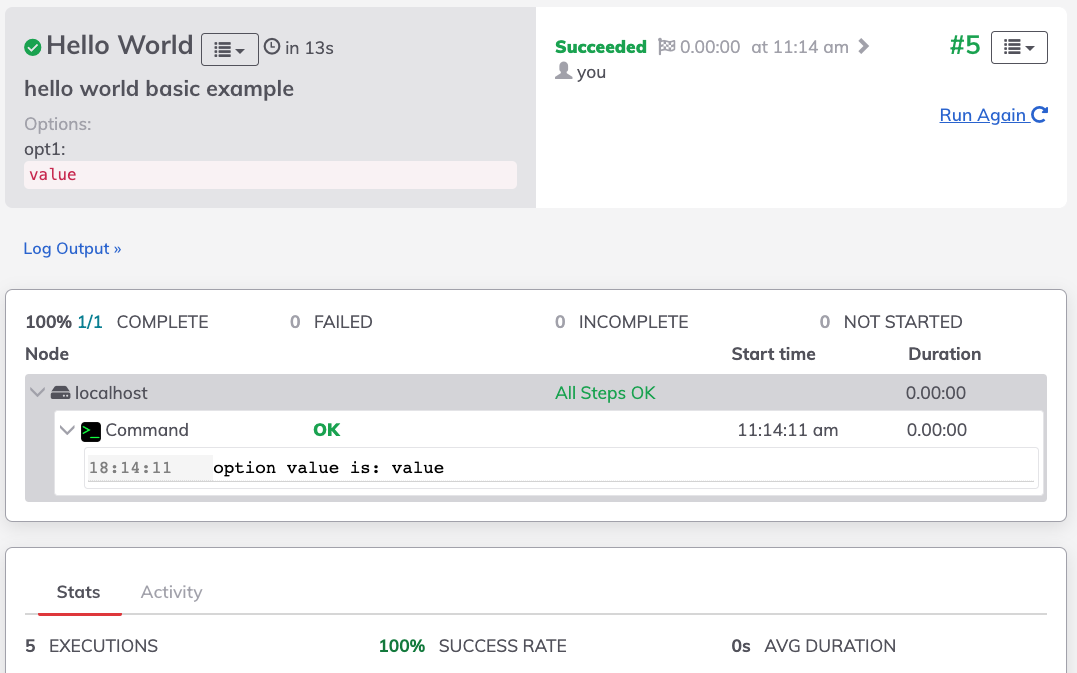 Hello World in 13s
hello world basic example
Options:
opt1:
value
Succeeded 0.00:00 at 11:14 am
you
#5
Run Again
Log Output »
100% 1/1 COMPLETE 0 FAILED 0 INCOMPLETE 0 NOT STARTED
Node Start time Duration
localhost All Steps OK 0.00:00
>_ Command OK 11:14:11 am 0.00:00
18:14:11 option value is: value
Stats Activity
5 EXECUTIONS 100% SUCCESS RATE 0s AVG DURATION